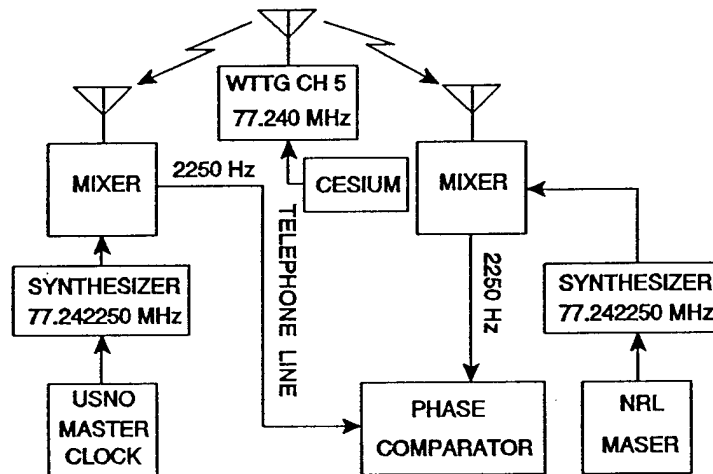 WTTG CH 5
77.240 MHz
MIXER
2250 Hz
CESIUM
MIXER
TELEPHONE LINE
2250 Hz
SYNTHESIZER
77.242250 MHz
SYNTHESIZER
77.242250 MHz
USNO
MASTER
CLOCK
PHASE
COMPARATOR
NRL
MASER